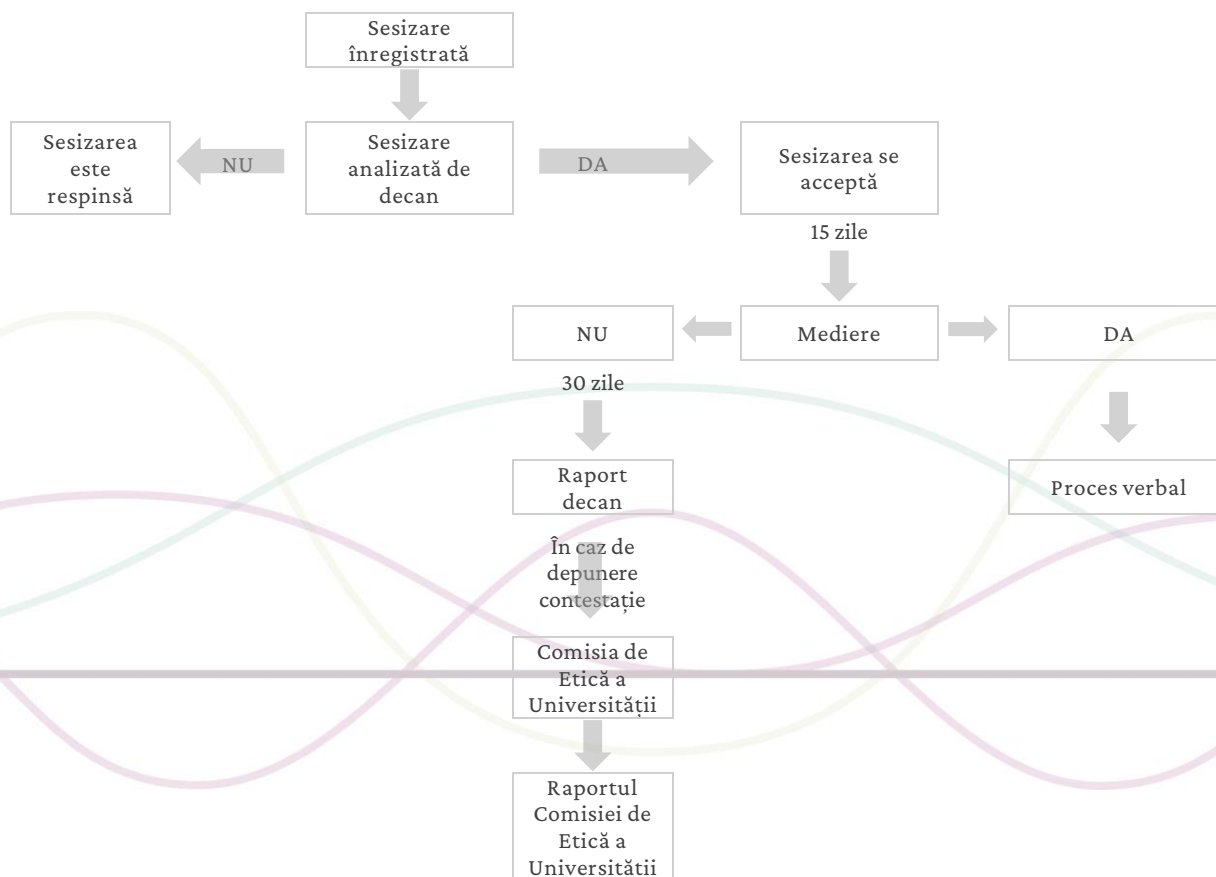 Sesizare
înregistrată
Sesizarea
este
respinsă
NU
Sesizare
analizată de
decan
DA
Sesizarea se
acceptă
15 zile
NU
Mediere
DA
30 zile
Raport
decan
Proces verbal
În caz de
depunere
contestație
Comisia de
Etică a
Universității
Raportul
Comisiei de
Etică a
Universității